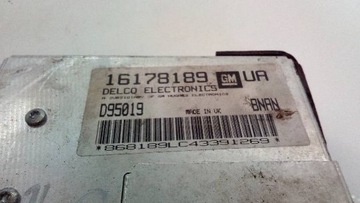 16178189 GM UA
DELCO ELECTRONICS
A SUBSIDIARY OF GM HUGHES ELECTRONICS
D95019 MADE IN UK BNAN
*868189LC43391269*